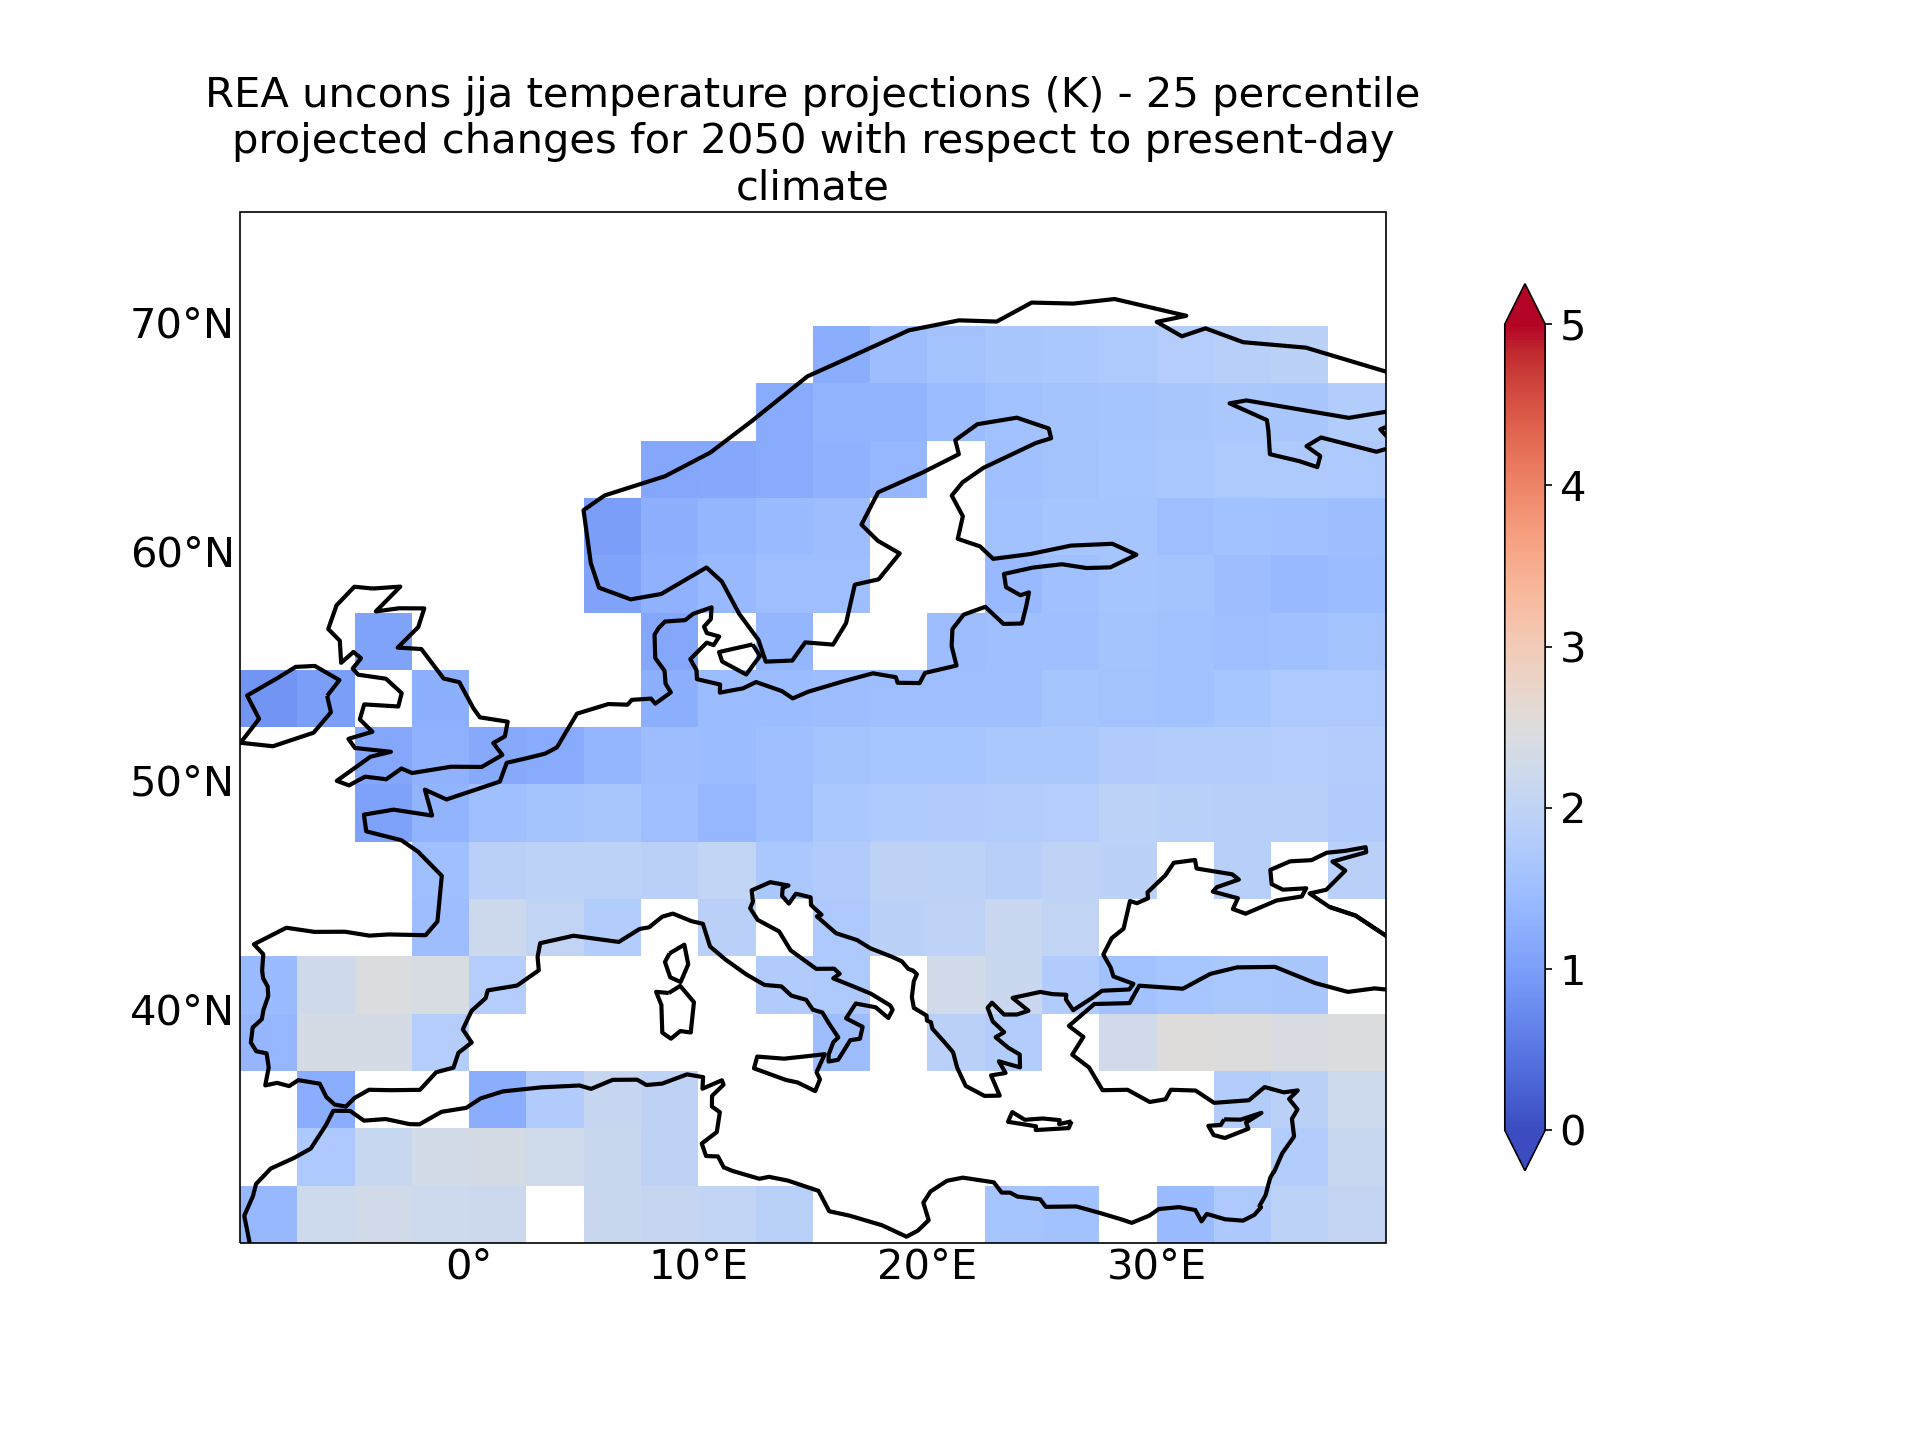 REA uncons jja temperature projections (K) - 25 percentile
projected changes for 2050 with respect to present-day
climate
70°N
60°N
50°N
40°N
0°
10°E
20°E
30°E
5
4
3
2
1
0